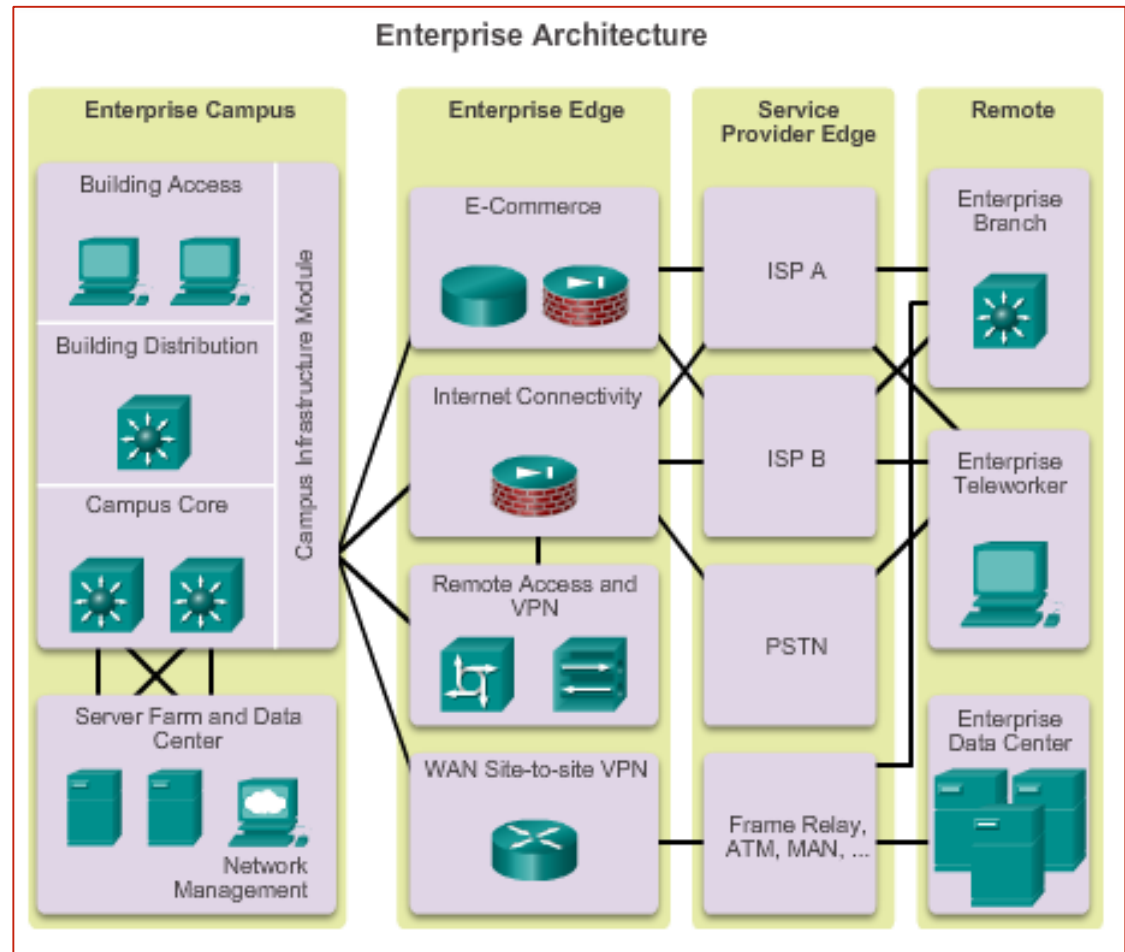 Enterprise Architecture
Enterprise Campus
Building Access
Building Distribution
Campus Core
Campus Infrastructure Module
Server Farm and Data
Center
Network
Management
Enterprise Edge
E-Commerce
Internet Connectivity
Remote Access and
VPN
WAN Site-to-site VPN
Service
Provider Edge
ISP A
ISP B
PSTN
Frame Relay,
ATM, MAN, ...
Remote
Enterprise
Branch
Enterprise
Teleworker
Enterprise
Data Center